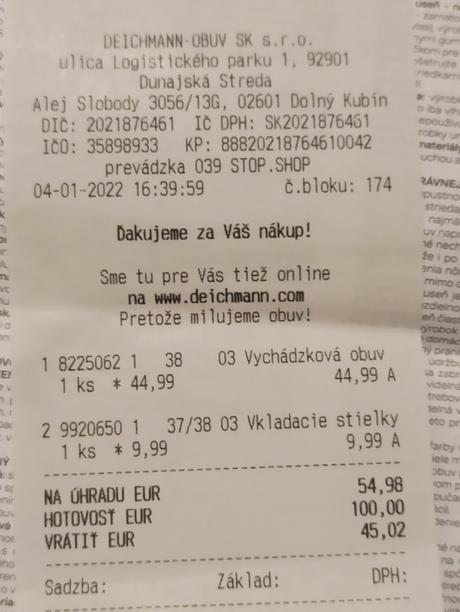 DEICHMANN-OBUV SK s.r.o.
ulica Logistického parku 1, 92901
Dunajská Streda
Alej Slobody 3056/13G, 02601 Dolný Kubín
DIČ: 2021876461 IČ DPH: SK2021876461
IČO: 35898933 KP: 88820218764610042
prevádzka 039 STOP.SHOP
04-01-2022 16:39:59 č.bloku: 174
Ďakujeme za Váš nákup!
Sme tu pre Vás tiež online
na www.deichmann.com
Pretože milujeme obuv!
1 8225062 1 38 03 Vychádzková obuv
1 ks * 44,99 44,99 A
2 9920650 1 37/38 03 Vkladacie stielky
1 ks * 9,99 9,99 A
NA ÚHRADU EUR 54,98
HOTOVOSŤ EUR 100,00
VRÁTIŤ EUR 45,02
Sadzba: Základ: DPH: